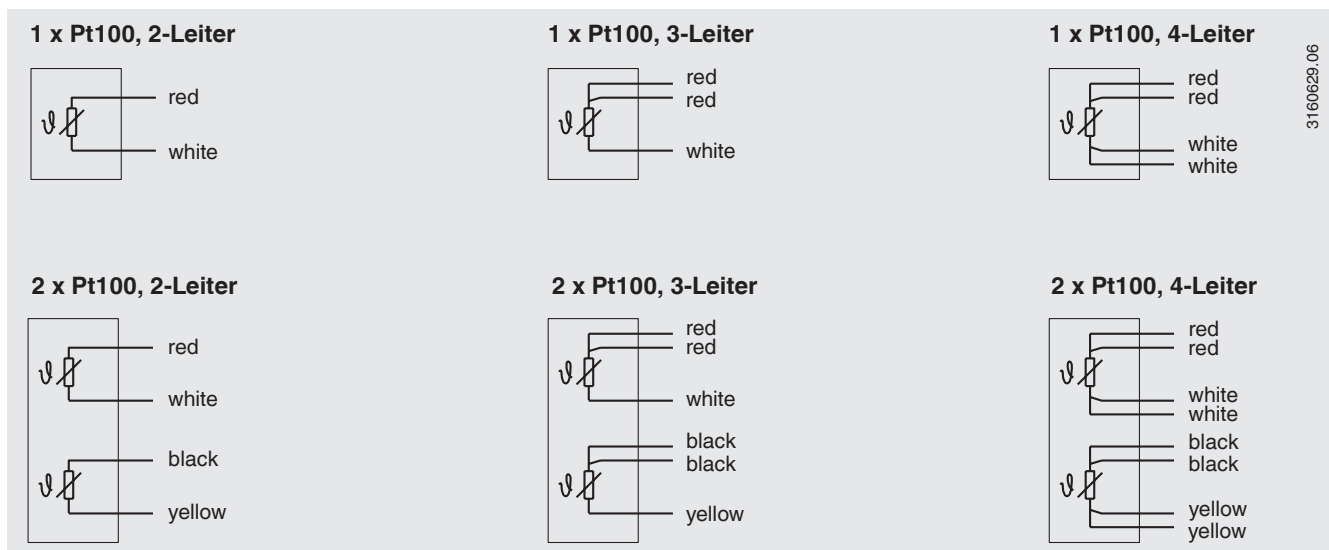 1 x Pt100, 2-Leiter
ϑ
red
white
1 x Pt100, 3-Leiter
ϑ
red
red
white
1 x Pt100, 4-Leiter
ϑ
red
red
white
white
3160629.06
2 x Pt100, 2-Leiter
ϑ
red
white
ϑ
black
yellow
2 x Pt100, 3-Leiter
ϑ
red
red
white
ϑ
black
black
yellow
2 x Pt100, 4-Leiter
ϑ
red
red
white
white
ϑ
black
black
yellow
yellow